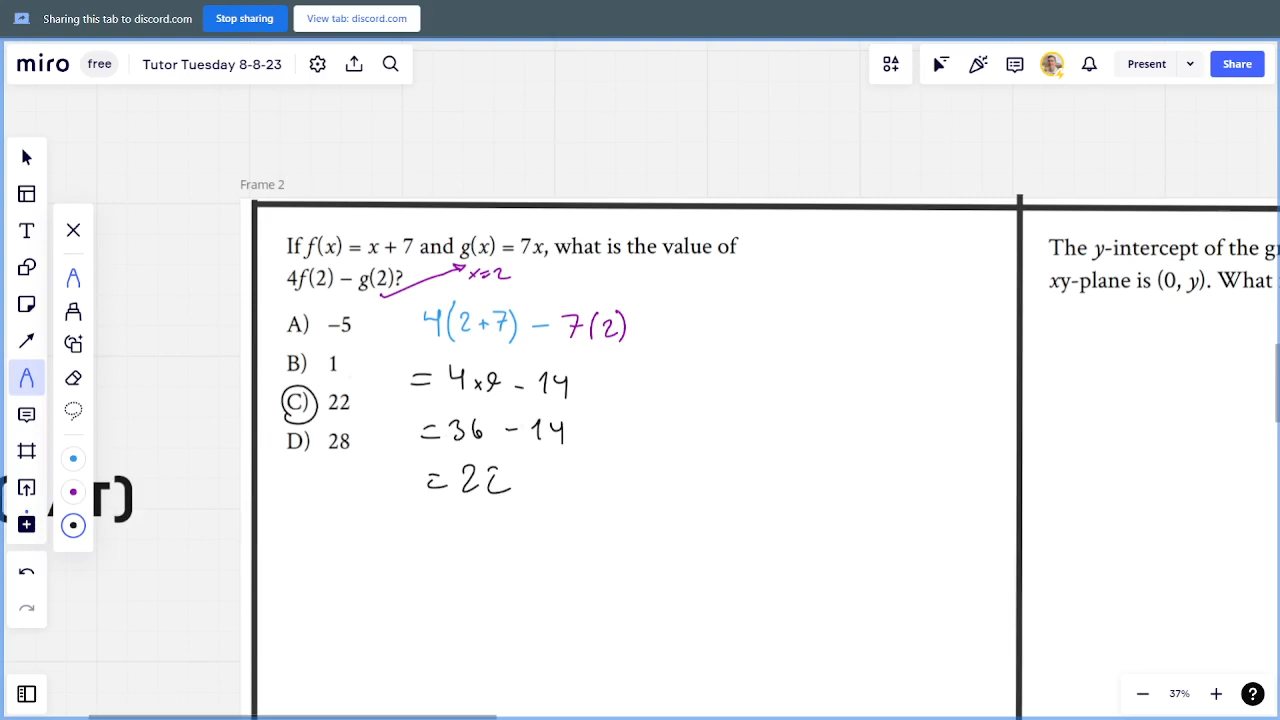 Sharing this tab to discord.com
Stop sharing
View tab: discord.com
miro
free
Tutor Tuesday 8-8-23
Present
Share
Frame 2
If f(x) = x + 7 and g(x) = 7x, what is the value of
4f(2) − g(2)?
x=2
A) −5
B) 1
C) 22
D) 28
4(2+7) - 7(2)
= 4×9 - 14
= 36 - 14
= 22
The y-intercept of the g
xy-plane is (0, y). What
T)
37%